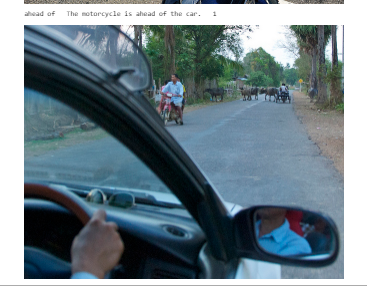 ahead of The motorcycle is ahead of the car. 1